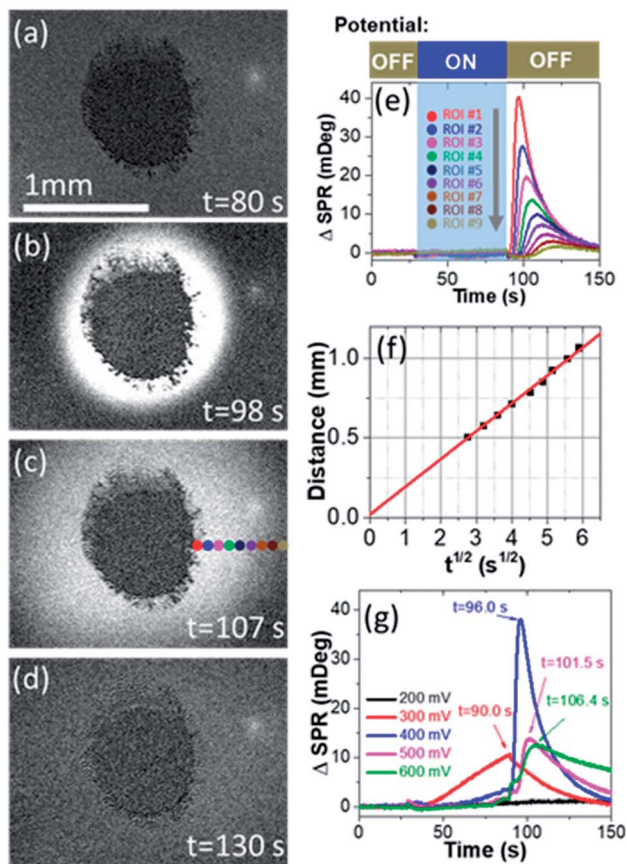 (a)
1mm
t=80 s
(b)
t=98 s
(c)
t=107 s
(d)
t=130 s
Potential:
OFF ON OFF
(e)
Δ SPR (mDeg)
40
30
20
10
0
ROI #1
ROI #2
ROI #3
ROI #4
ROI #5
ROI #6
ROI #7
ROI #8
ROI #9
0 50 100 150
Time (s)
(f)
Distance (mm)
1.0
0.5
0.0
0 1 2 3 4 5 6
t^1/2 (s^1/2)
(g)
Δ SPR (mDeg)
40
30
20
10
0
t=96.0 s
t=101.5 s
t=106.4 s
t=90.0 s
200 mV
300 mV
400 mV
500 mV
600 mV
0 50 100 150
Time (s)